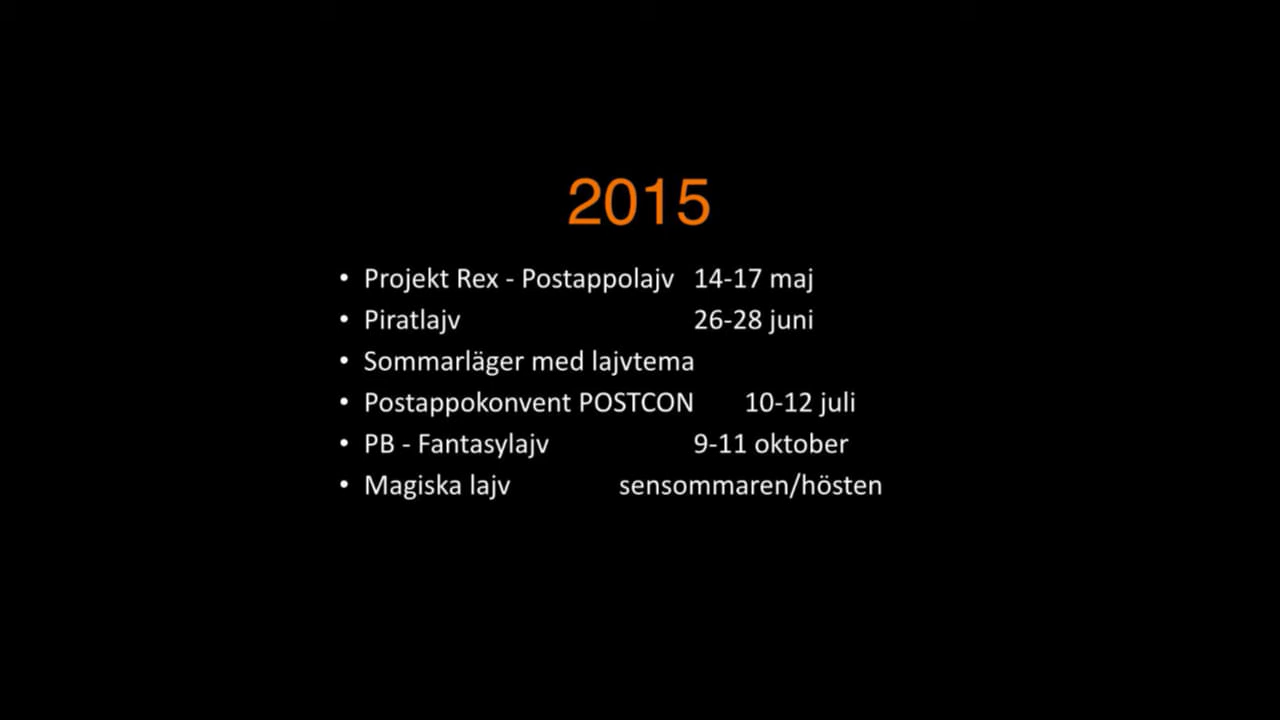 2015
• Projekt Rex - Postappolajv 14-17 maj
• Piratlajv 26-28 juni
• Sommarläger med lajvtema
• Postappokonvent POSTCON 10-12 juli
• PB - Fantasylajv 9-11 oktober
• Magiska lajv sensommaren/hösten